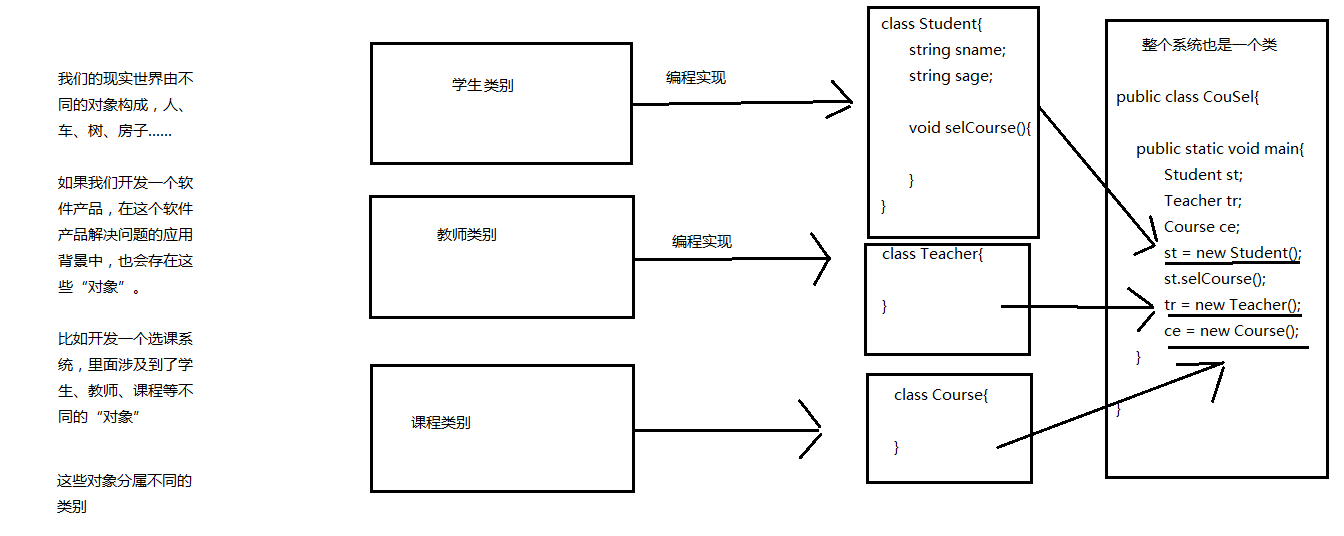 我们的现实世界由不
同的对象构成，人、
车、树、房子……
如果我们开发一个软
件产品，在这个软件
产品解决问题的应用
背景中，也会存在这
些“对象”。
比如开发一个选课系
统，里面涉及到了学
生、教师、课程等不
同的“对象”
这些对象分属不同的
类别
学生类别
编程实现
教师类别
编程实现
课程类别
class Student{
string sname;
string sage;
void selCourse(){
}
}
class Teacher{
}
class Course{
}
整个系统也是一个类
public class CouSel{
public static void main{
Student st;
Teacher tr;
Course ce;
st = new Student();
st.selCourse();
tr = new Teacher();
ce = new Course();
}
}